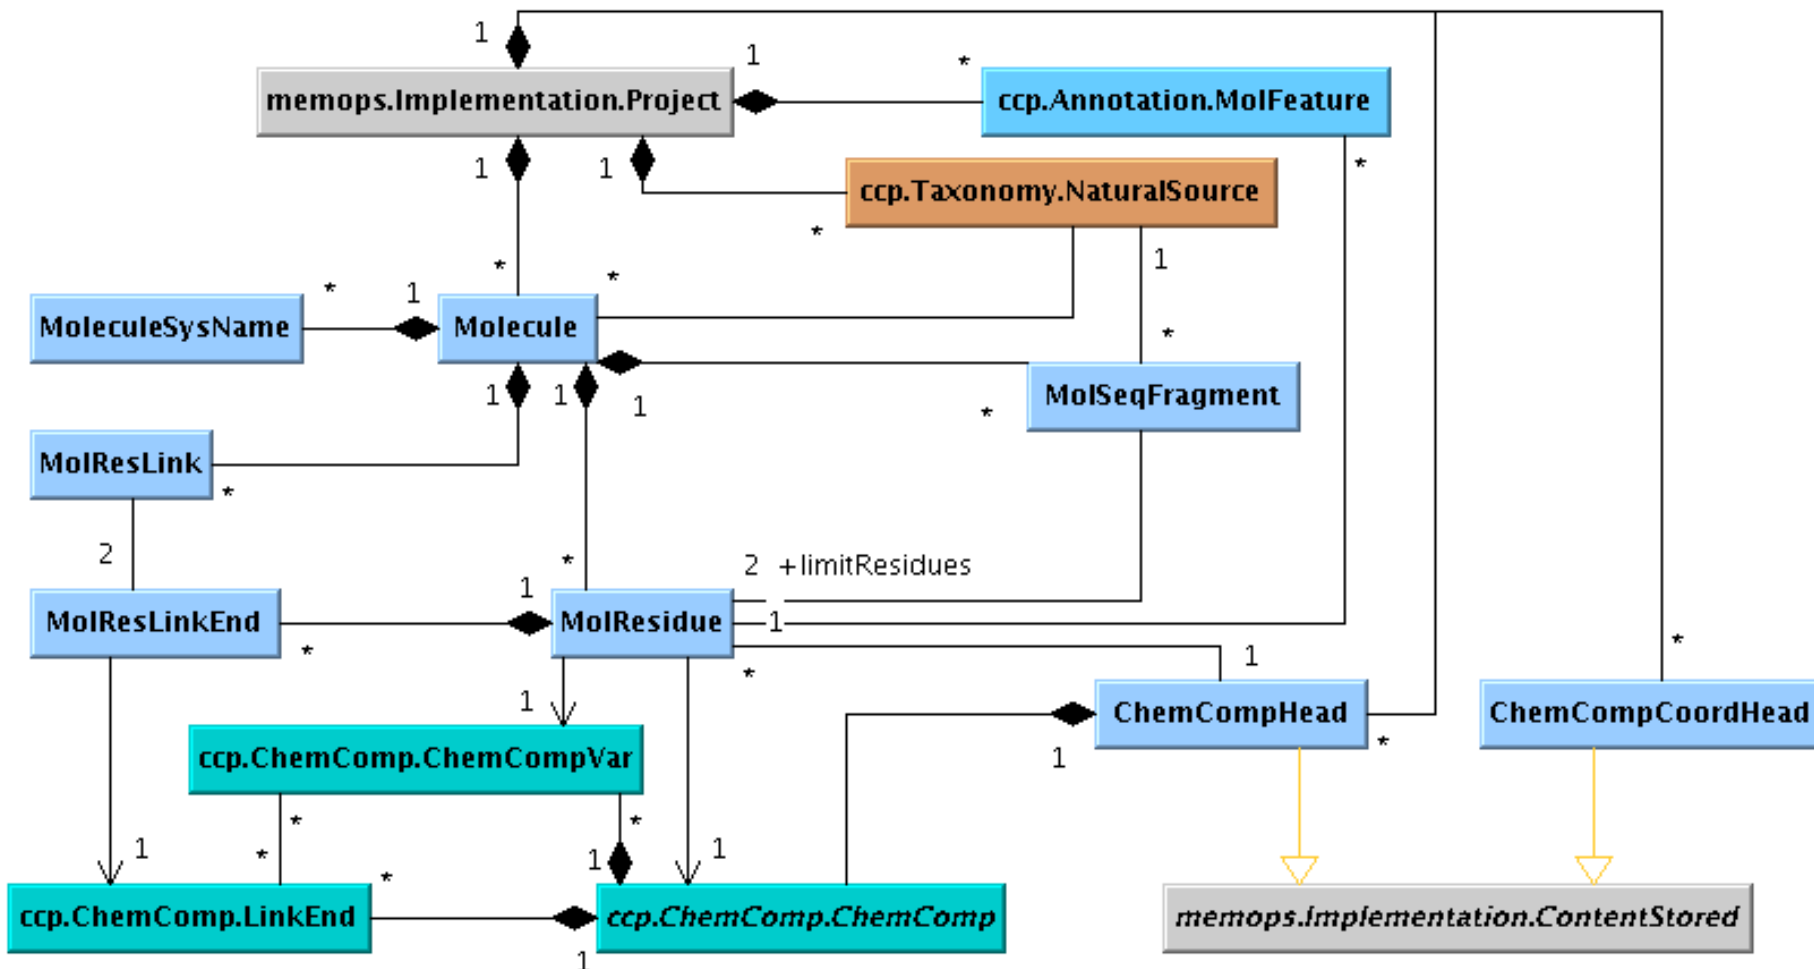 1
memops.Implementation.Project
1
*
ccp.Annotation.MolFeature
1
1
*
ccp.Taxonomy.NaturalSource
*
1
*
*
*
1
MoleculeSysName
Molecule
*
1
1
1
*
MolSeqFragment
MolResLink
*
2
*
2 +limitResidues
1
MolResLinkEnd
MolResidue
1
*
*
1
*
1
ChemCompHead
ChemCompCoordHead
*
1
ccp.ChemComp.ChemCompVar
*
*
1
*
1
1
*
ccp.ChemComp.LinkEnd
ccp.ChemComp.ChemComp
memops.Implementation.ContentStored
1